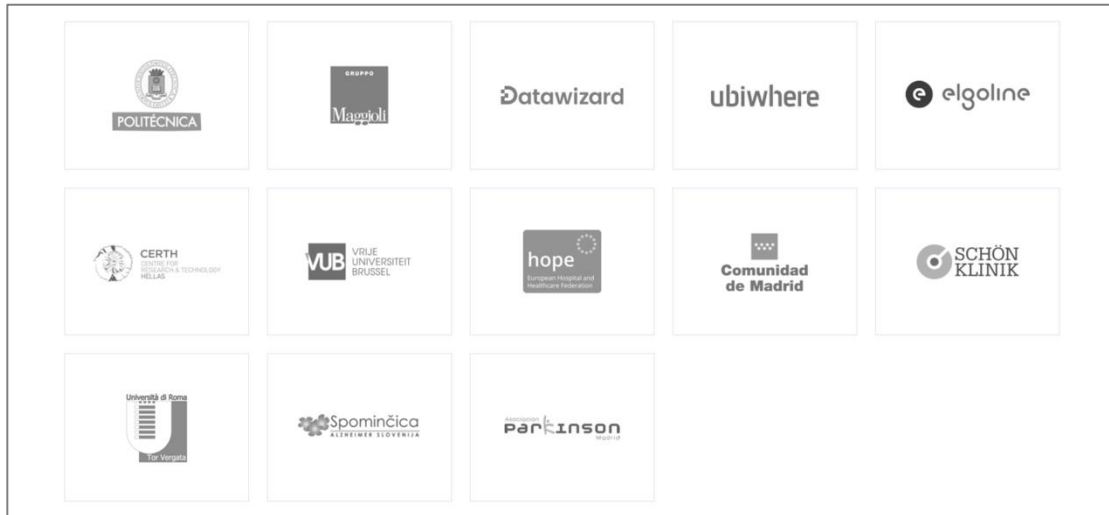 POLITÉCNICA
GRUPPO
Maggioli
Datawizard
ubiwhere
e elgoline
CERTH
CENTRE FOR
RESEARCH & TECHNOLOGY
HELLAS
VUB
VRIJE
UNIVERSITEIT
BRUSSEL
hope
European Hospital and
Healthcare Federation
Comunidad
de Madrid
SCHÖN
KLINIK
Università di Roma
Tor Vergata
Spominčica
ALZHEIMER SLOVENIJA
Asociación
Parkinson
Madrid